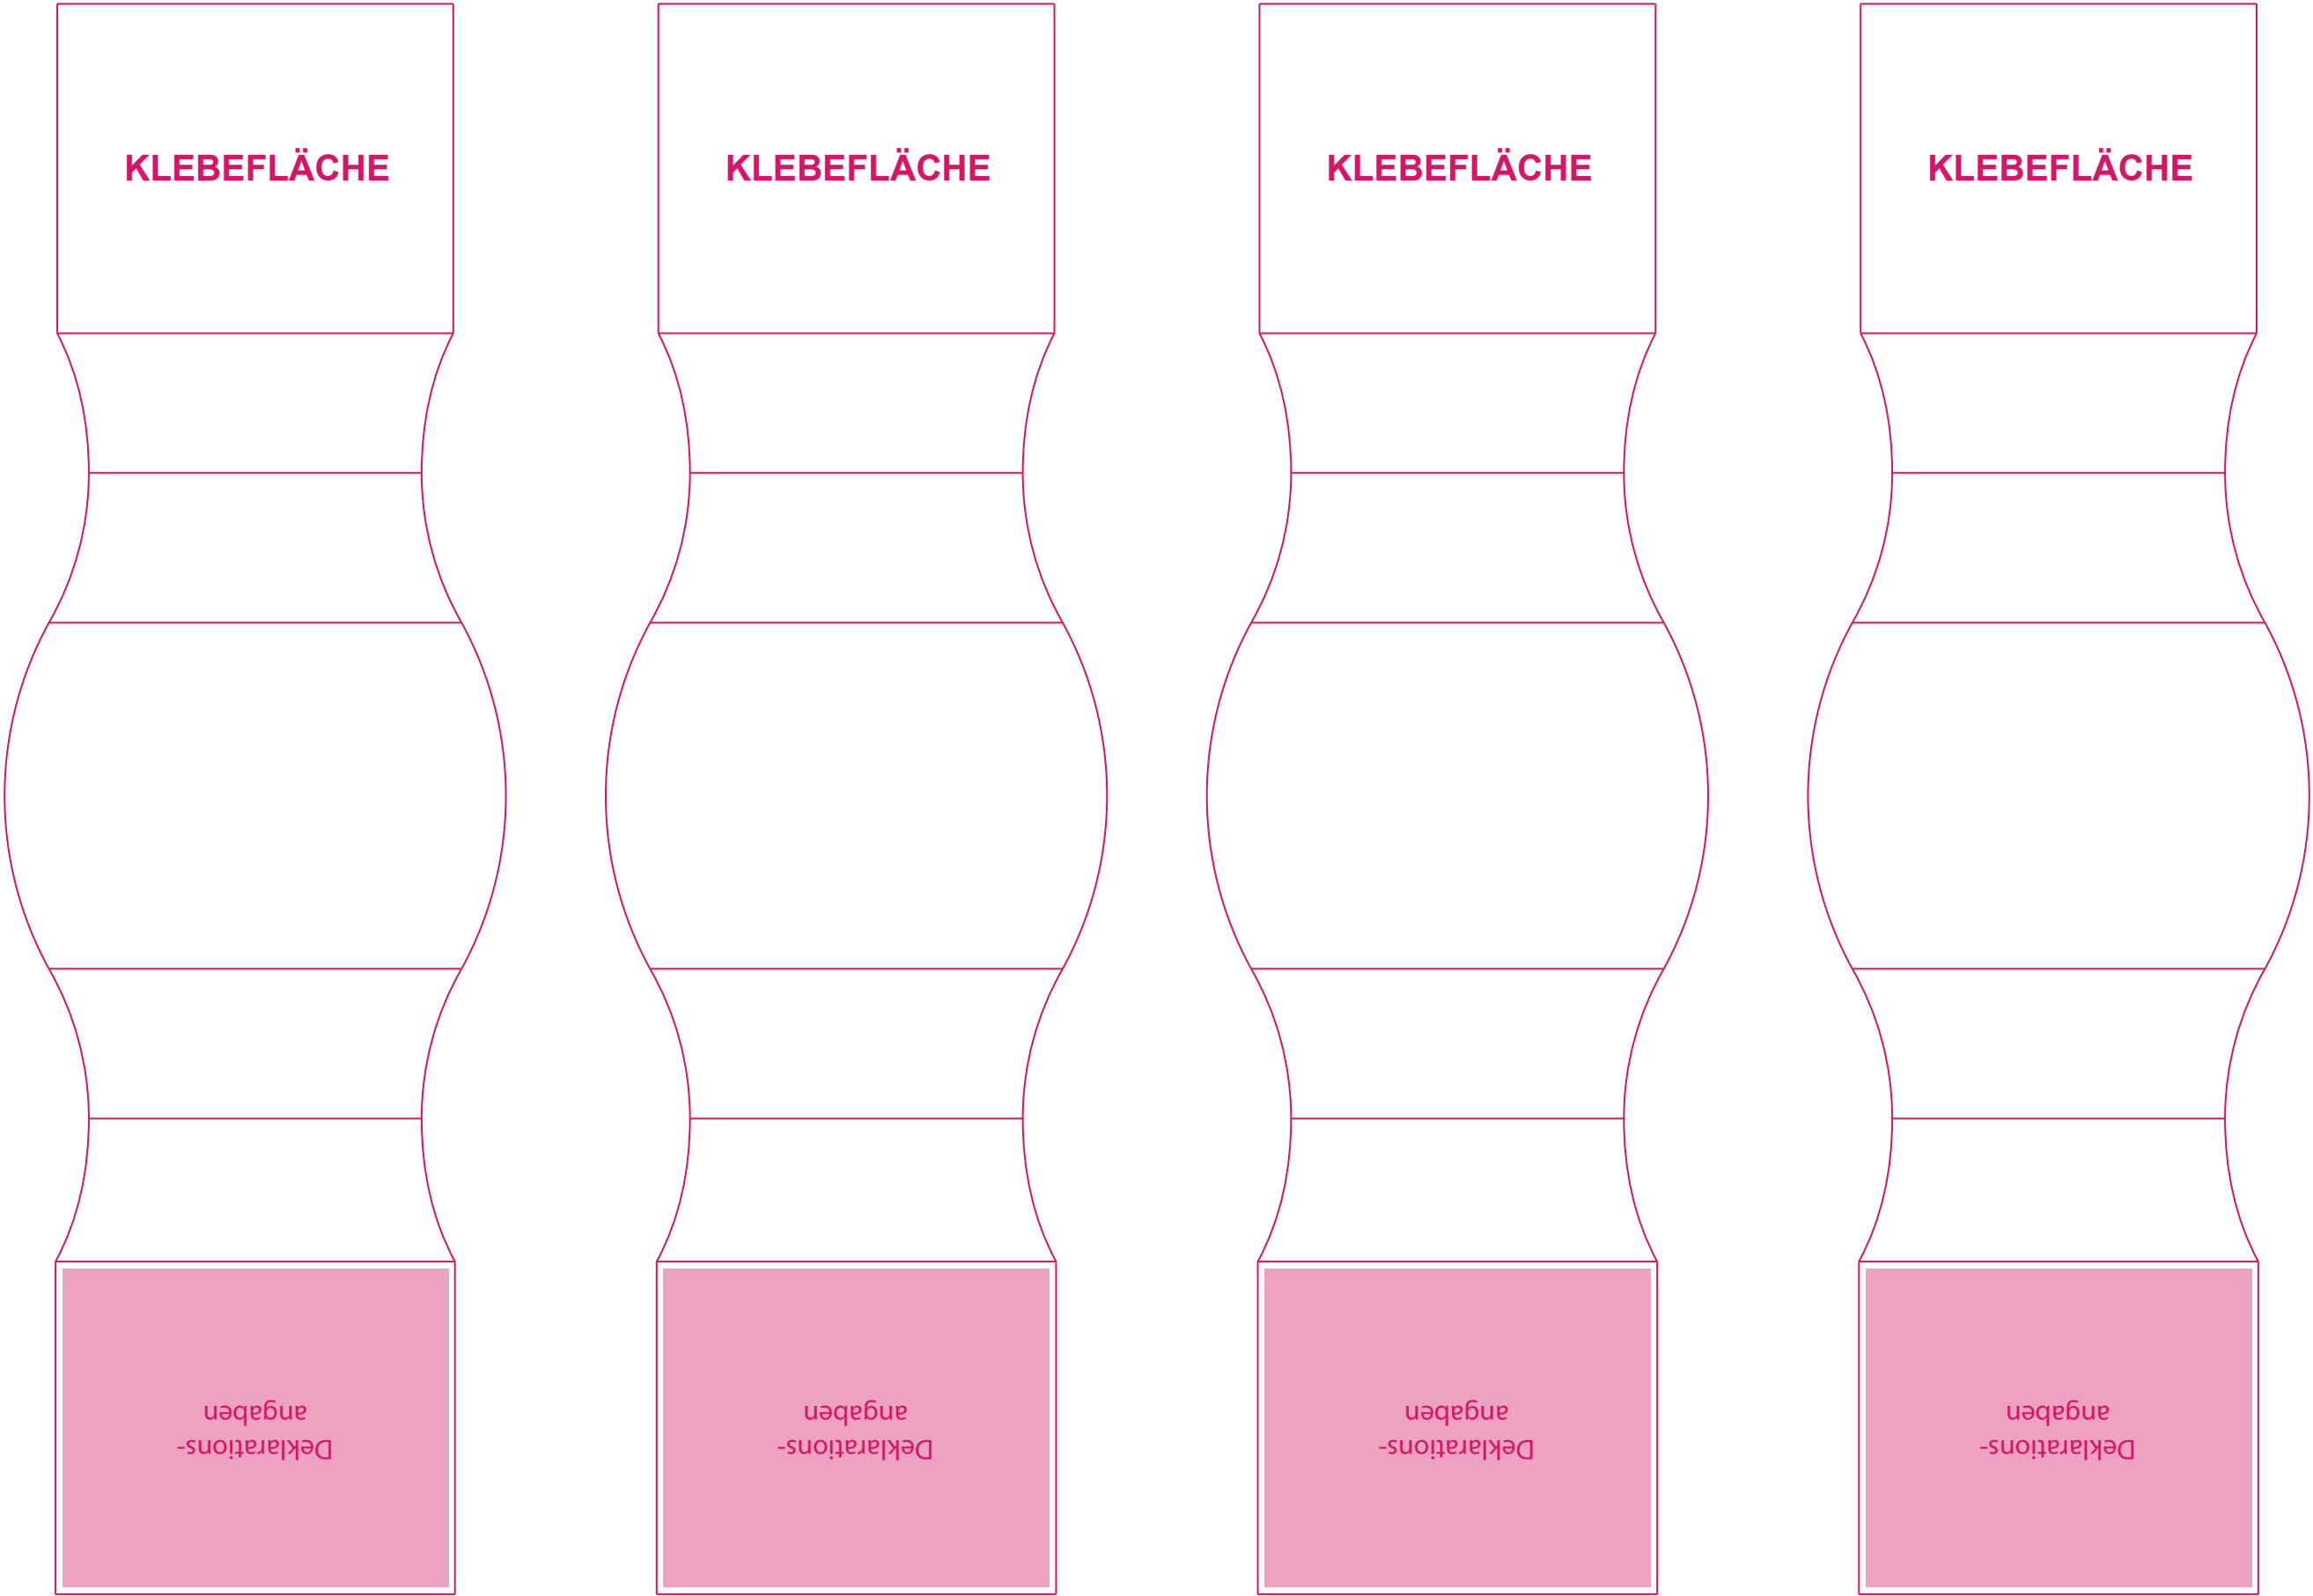 KLEBEFLÄCHE
KLEBEFLÄCHE
KLEBEFLÄCHE
KLEBEFLÄCHE
Deklarations-
angaben
Deklarations-
angaben
Deklarations-
angaben
Deklarations-
angaben